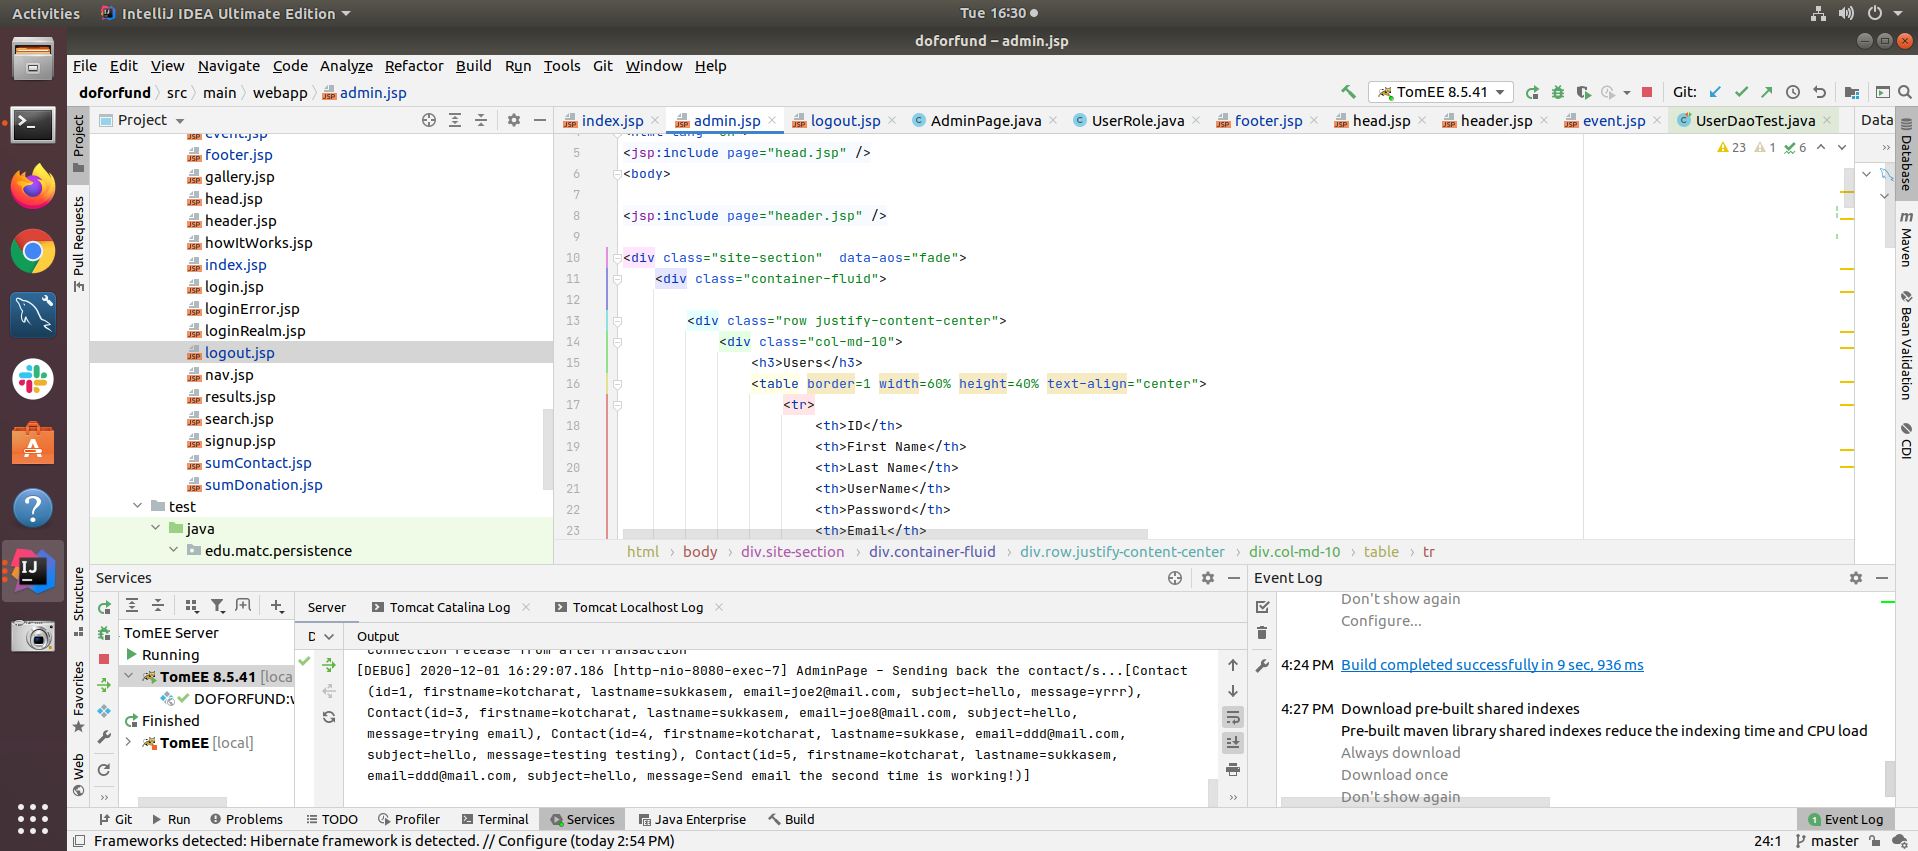 Activities IntelliJ IDEA Ultimate Edition Tue 16:30
doforfund – admin.jsp
File Edit View Navigate Code Analyze Refactor Build Run Tools Git Window Help
doforfund src main webapp admin.jsp TomEE 8.5.41 Git:
Project
index.jsp admin.jsp logout.jsp AdminPage.java UserRole.java footer.jsp head.jsp header.jsp event.jsp UserDaoTest.java Data
event.jsp
footer.jsp
gallery.jsp
head.jsp
header.jsp
howItWorks.jsp
index.jsp
login.jsp
loginError.jsp
loginRealm.jsp
logout.jsp
nav.jsp
results.jsp
search.jsp
signup.jsp
sumContact.jsp
sumDonation.jsp
test
java
edu.matc.persistence
Project
Pull Requests
Structure
Favorites
Web
5 <jsp:include page="head.jsp" />
6 <body>
7
8 <jsp:include page="header.jsp" />
9
10 <div class="site-section"  data-aos="fade">
11 <div class="container-fluid">
12
13 <div class="row justify-content-center">
14 <div class="col-md-10">
15 <h3>Users</h3>
16 <table border=1 width=60% height=40% text-align="center">
17 <tr>
18 <th>ID</th>
19 <th>First Name</th>
20 <th>Last Name</th>
21 <th>UserName</th>
22 <th>Password</th>
23 <th>Email</th>
23 1 6
html body div.site-section div.container-fluid div.row.justify-content-center div.col-md-10 table tr
Database
Maven
Bean Validation
CDI
Services
TomEE Server
Running
TomEE 8.5.41 [loca
DOFORFUND:v
Finished
TomEE [local]
Server Tomcat Catalina Log Tomcat Localhost Log
D Output
Connection release from afterTransaction
[DEBUG] 2020-12-01 16:29:07.186 [http-nio-8080-exec-7] AdminPage - Sending back the contact/s...[Contact
(id=1, firstname=kotcharat, lastname=sukkasem, email=joe2@mail.com, subject=hello, message=yrrr),
Contact(id=3, firstname=kotcharat, lastname=sukkasem, email=joe8@mail.com, subject=hello,
message=trying email), Contact(id=4, firstname=kotcharat, lastname=sukkase, email=ddd@mail.com,
subject=hello, message=testing testing), Contact(id=5, firstname=kotcharat, lastname=sukkasem,
email=ddd@mail.com, subject=hello, message=Send email the second time is working!)]
Event Log
Don't show again
Configure...
4:24 PM Build completed successfully in 9 sec, 936 ms
4:27 PM Download pre-built shared indexes
Pre-built maven library shared indexes reduce the indexing time and CPU load
Always download
Download once
Don't show again
Git Run Problems TODO Profiler Terminal Services Java Enterprise Build 1 Event Log
Frameworks detected: Hibernate framework is detected. // Configure (today 2:54 PM) 24:1 master